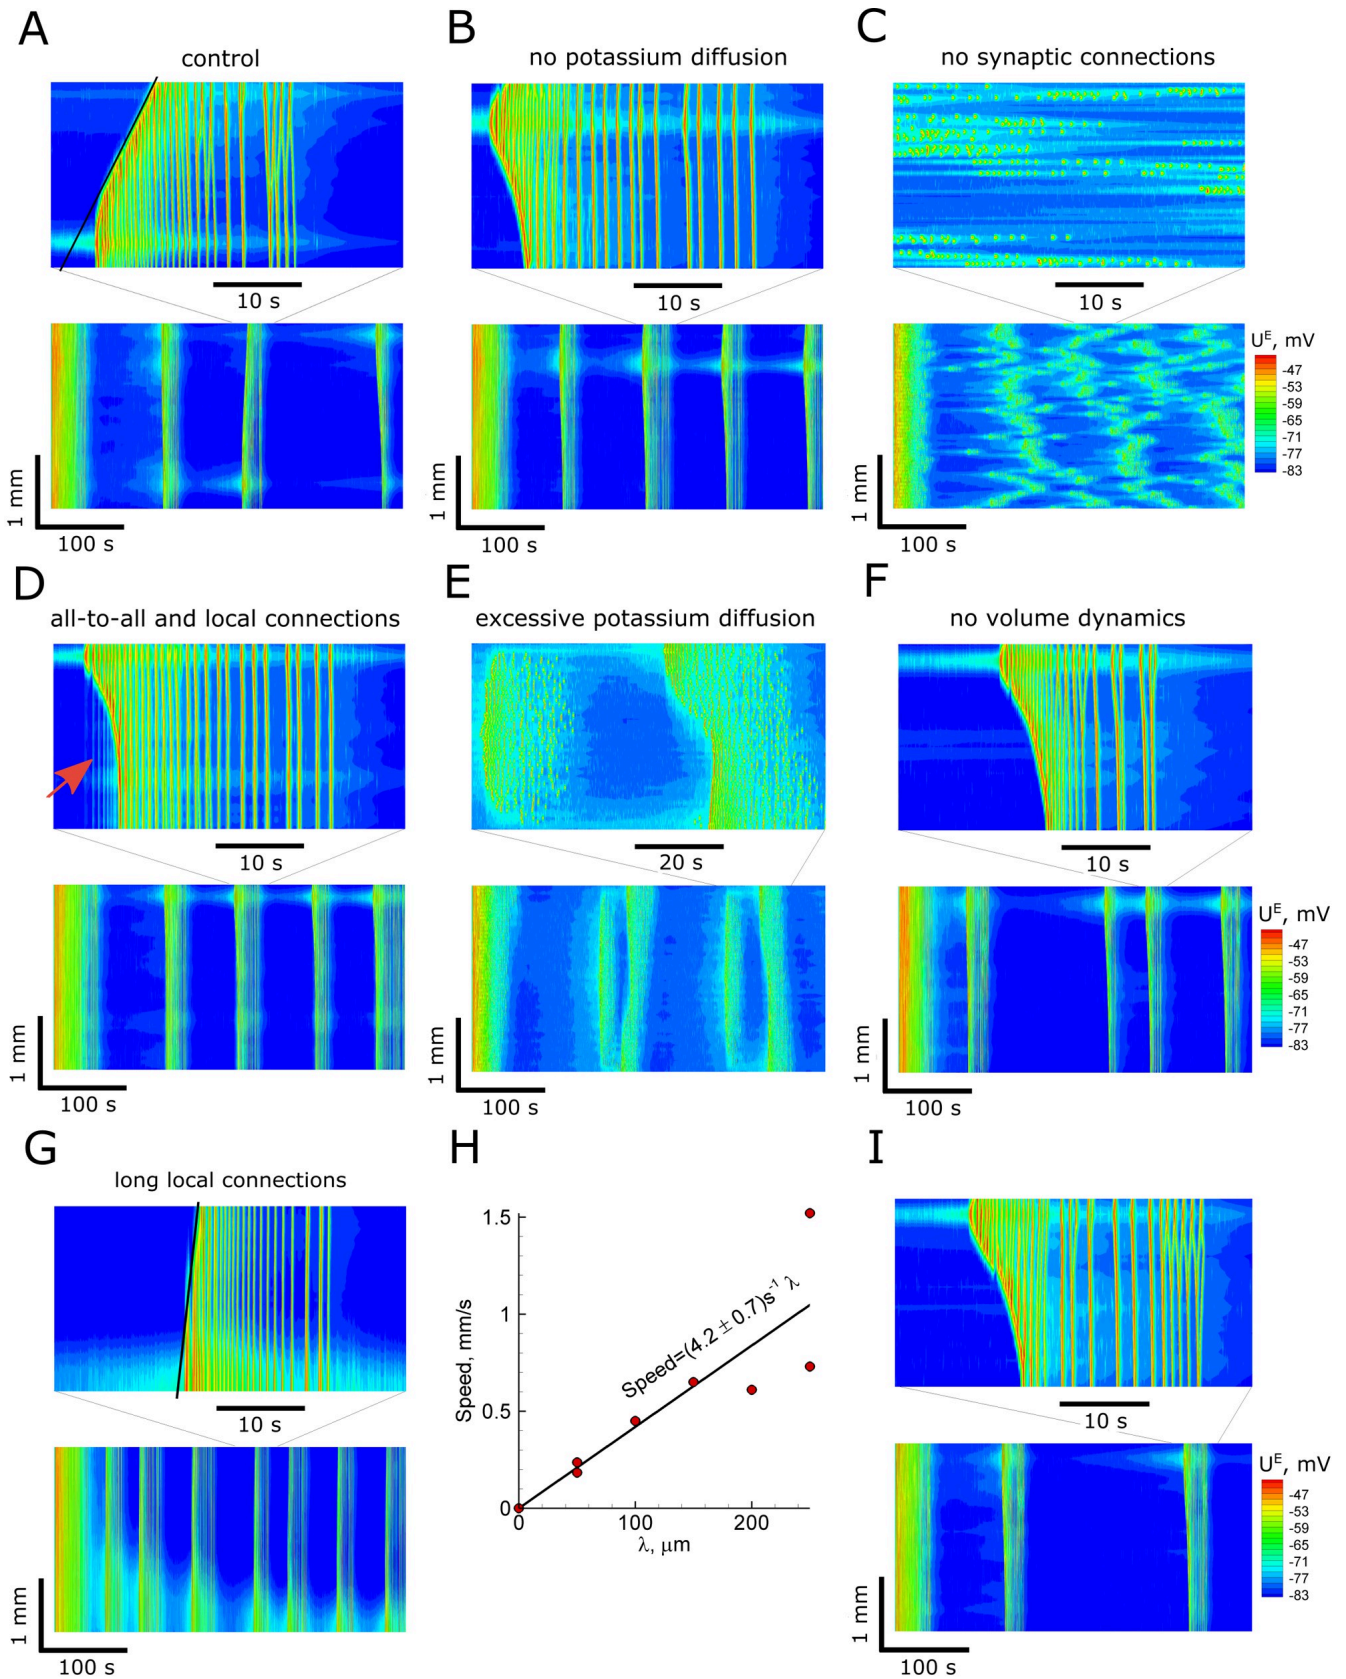 A
control
10 s
1 mm
100 s
B
no potassium diffusion
10 s
1 mm
100 s
C
no synaptic connections
10 s
1 mm
100 s
Uᴱ, mV
-47
-53
-59
-65
-71
-77
-83
D
all-to-all and local connections
10 s
1 mm
100 s
E
excessive potassium diffusion
20 s
1 mm
100 s
F
no volume dynamics
10 s
1 mm
100 s
Uᴱ, mV
-47
-53
-59
-65
-71
-77
-83
G
long local connections
10 s
1 mm
100 s
H
Speed, mm/s
1.5
1
0.5
0
Speed=(4.2 ± 0.7)s⁻¹ λ
0
100
200
λ, μm
I
10 s
1 mm
100 s
Uᴱ, mV
-47
-53
-59
-65
-71
-77
-83